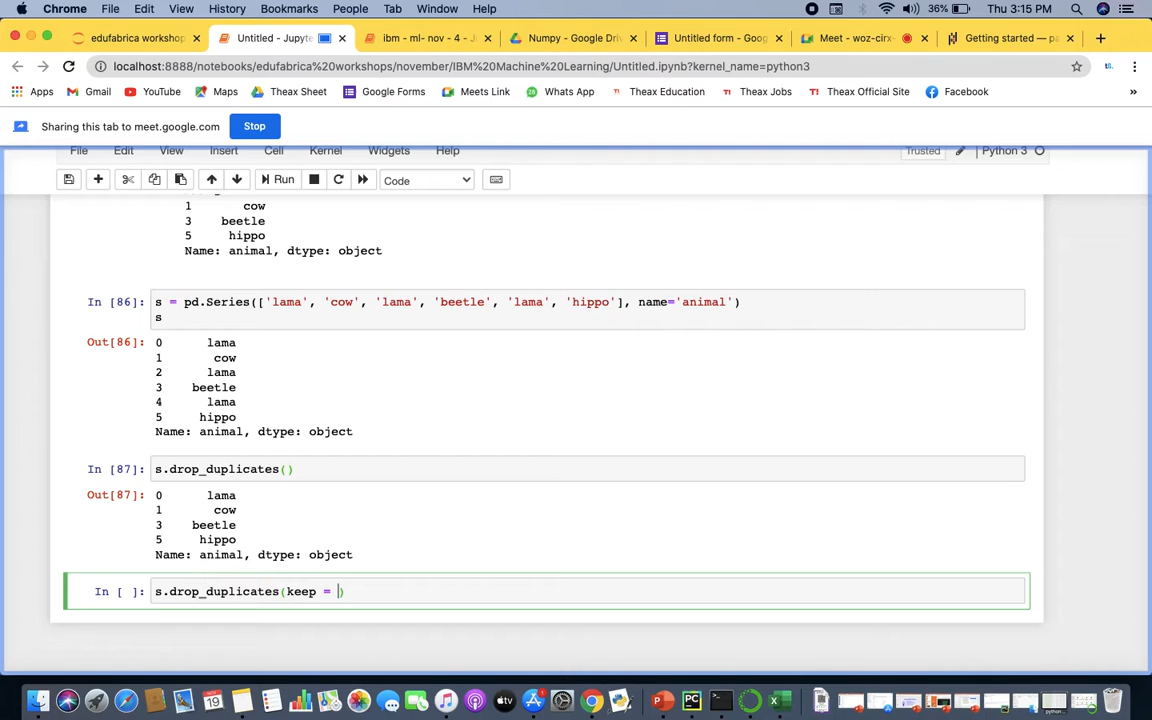 Chrome File Edit View History Bookmarks People Tab Window Help 36% Thu 3:15 PM
edufabrica workshop Untitled - Jupyte ibm - ml- nov - 4 - J Numpy - Google Dri Untitled form - Goo Meet - woz-cirx- Getting started — pa
localhost:8888/notebooks/edufabrica%20workshops/november/IBM%20Machine%20Learning/Untitled.ipynb?kernel_name=python3
Apps Gmail YouTube Maps Theax Sheet Google Forms Meets Link Whats App Theax Education Theax Jobs Theax Official Site Facebook »
Sharing this tab to meet.google.com Stop
File Edit View Insert Cell Kernel Widgets Help Trusted Python 3
Run Code
1 cow
3 beetle
5 hippo
Name: animal, dtype: object
In [86]: s = pd.Series(['lama', 'cow', 'lama', 'beetle', 'lama', 'hippo'], name='animal')
s
Out[86]: 0 lama
1 cow
2 lama
3 beetle
4 lama
5 hippo
Name: animal, dtype: object
In [87]: s.drop_duplicates()
Out[87]: 0 lama
1 cow
3 beetle
5 hippo
Name: animal, dtype: object
In [ ]: s.drop_duplicates(keep = )